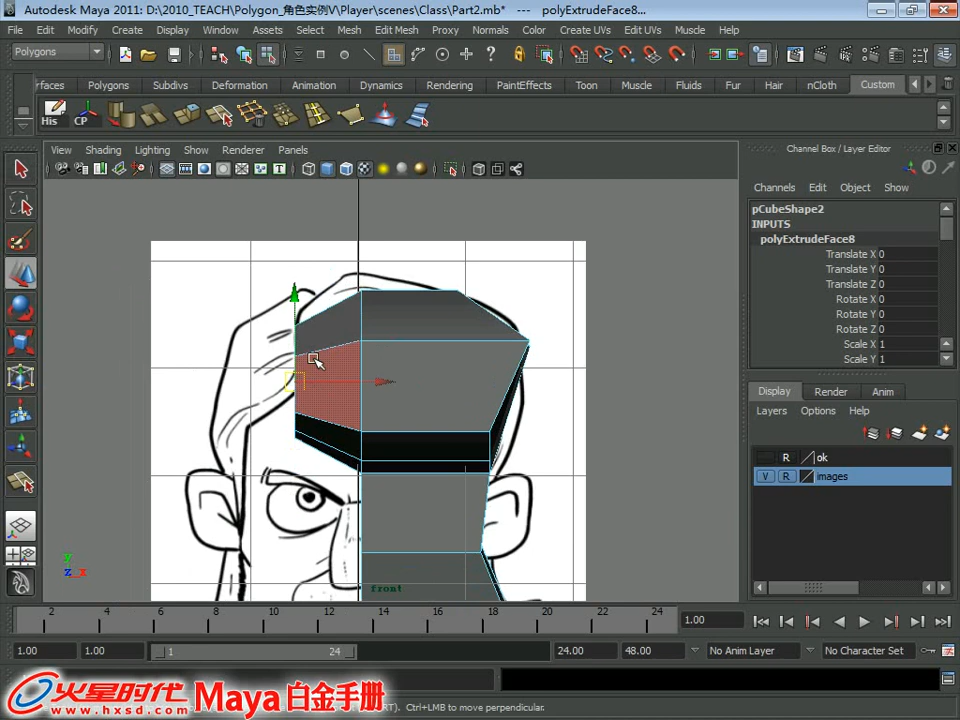 Autodesk Maya 2011: D:\2010_TEACH\Polygon_角色实例V\Player\scenes\Class\Part2.mb* --- polyExtrudeFace8...
File Edit Modify Create Display Window Assets Select Mesh Edit Mesh Proxy Normals Color Create UVs Edit UVs Muscle Help
Polygons
rfaces Polygons Subdivs Deformation Animation Dynamics Rendering PaintEffects Toon Muscle Fluids Fur Hair nCloth Custom
His CP
View Shading Lighting Show Renderer Panels
Channel Box / Layer Editor
Channels Edit Object Show
pCubeShape2
INPUTS
polyExtrudeFace8
Translate X 0
Translate Y 0
Translate Z 0
Rotate X 0
Rotate Y 0
Rotate Z 0
Scale X 1
Scale Y 1
Display Render Anim
Layers Options Help
R ok
V R images
y
z x
front
2 4 6 8 10 12 14 16 18 20 22 24
1.00
1.00 1.00 1 24 24.00 48.00 No Anim Layer No Character Set
火星时代 Maya 白金手册
www.hxsd.com
RT). Ctrl+LMB to move perpendicular.